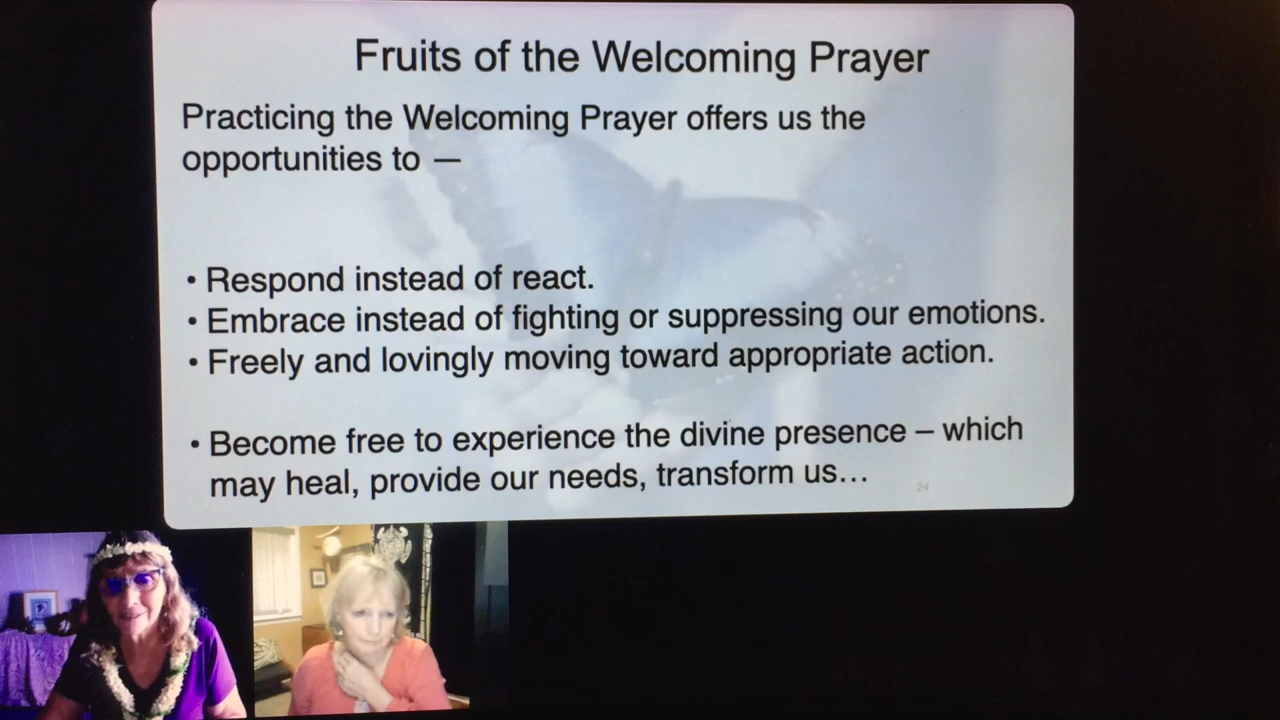 Fruits of the Welcoming Prayer
Practicing the Welcoming Prayer offers us the
opportunities to —
• Respond instead of react.
• Embrace instead of fighting or suppressing our emotions.
• Freely and lovingly moving toward appropriate action.
• Become free to experience the divine presence – which
may heal, provide our needs, transform us...
24